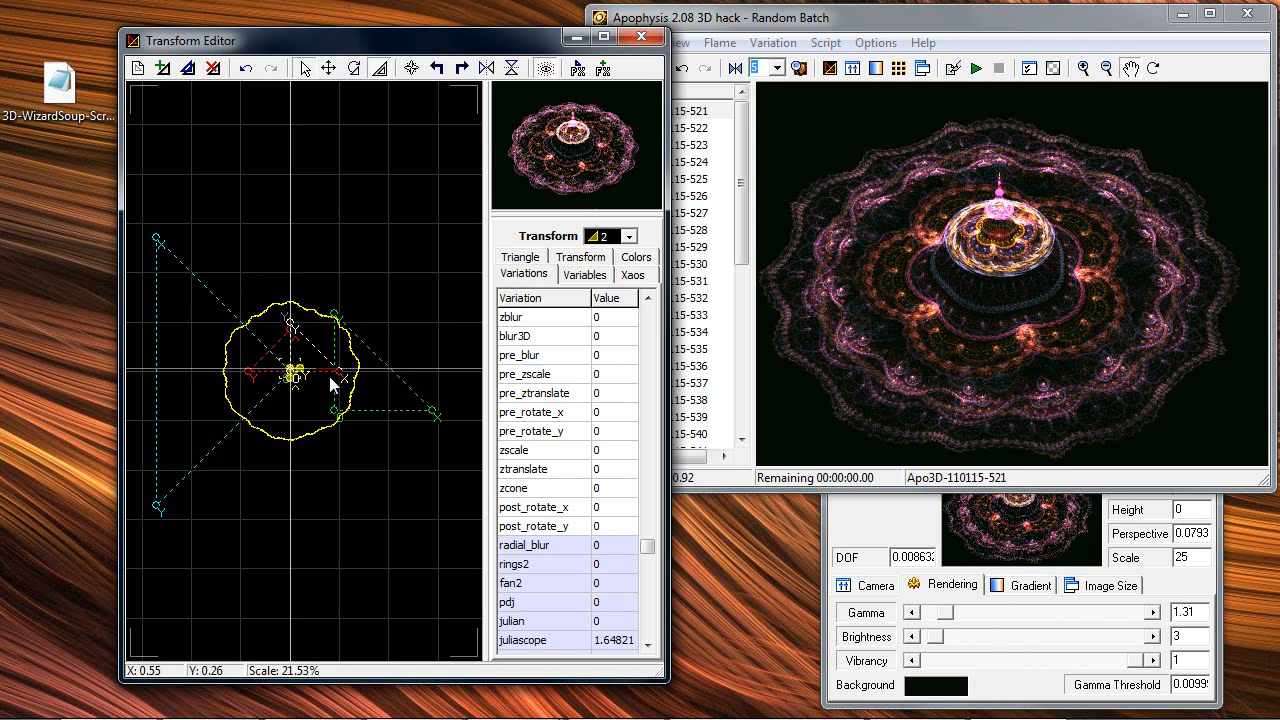 Apophysis 2.08 3D hack - Random Batch
Transform Editor
Flame Variation Script Options Help
3D-WizardSoup-Scr...
Transform 2
Triangle Transform Colors
Variations Variables Xaos
Variation Value
zblur 0
blur3D 0
pre_blur 0
pre_zscale 0
pre_ztranslate 0
pre_rotate_x 0
pre_rotate_y 0
zscale 0
ztranslate 0
zcone 0
post_rotate_x 0
post_rotate_y 0
radial_blur 0
rings2 0
fan2 0
pdj 0
julian 0
juliascope 1.64821
X: 0.55 Y: 0.26 Scale: 21.53%
15-521
15-522
15-523
15-524
15-525
15-526
15-527
15-528
15-529
15-530
15-531
15-532
15-533
15-534
15-535
15-536
15-537
15-538
15-539
15-540
0.92 Remaining 00:00:00.00 Apo3D-110115-521
Height 0
Perspective 0.0793
DOF 0.00863
Scale 25
Camera Rendering Gradient Image Size
Gamma 1.31
Brightness 3
Vibrancy 1
Background Gamma Threshold 0.0099